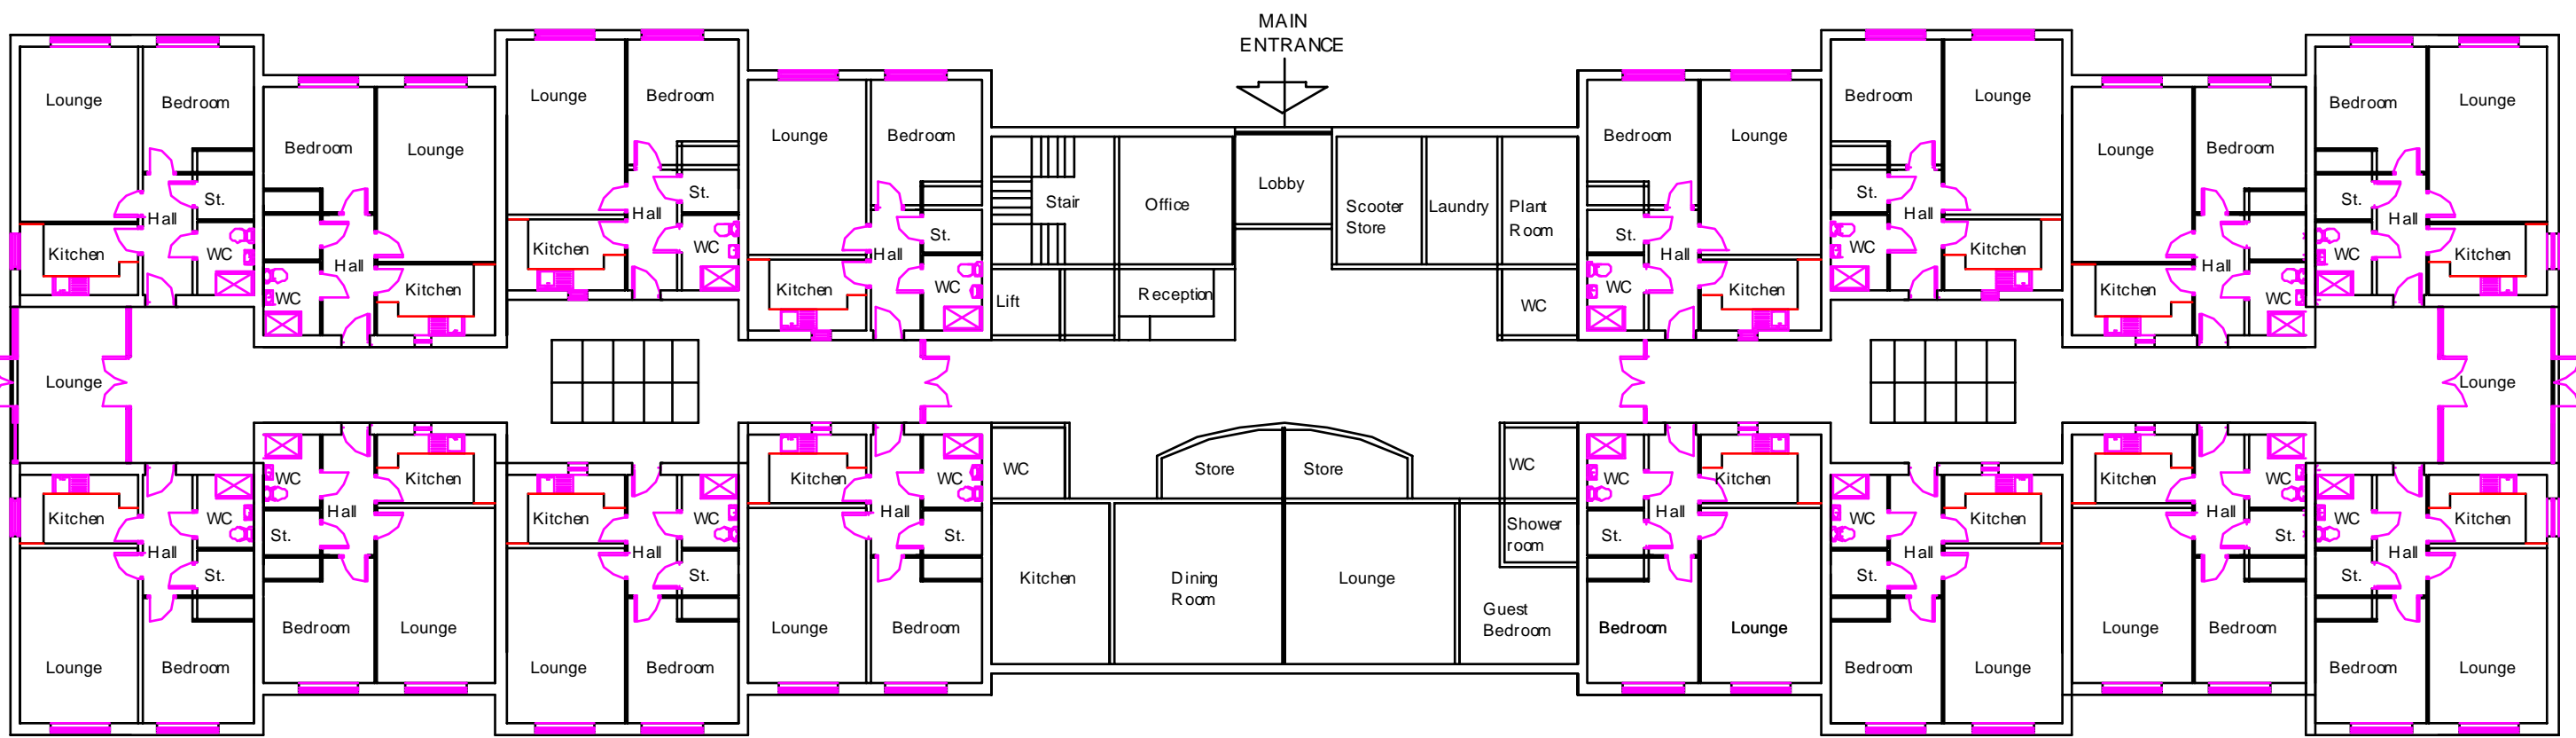 MAIN
ENTRANCE
Lounge
Bedroom
St.
Hall
Kitchen
WC
Bedroom
Lounge
Hall
WC
Kitchen
Lounge
Bedroom
St.
Hall
Kitchen
WC
Lounge
Bedroom
St.
Hall
Kitchen
WC
Stair
Office
Lobby
Scooter
Store
Laundry
Plant
Room
Lift
Reception
WC
Bedroom
Lounge
St.
Hall
WC
Kitchen
Bedroom
Lounge
St.
Hall
WC
Kitchen
Lounge
Bedroom
Hall
Kitchen
WC
Bedroom
Lounge
St.
Hall
WC
Kitchen
Lounge
Lounge
Kitchen
WC
Hall
St.
Lounge
Bedroom
WC
Kitchen
Hall
St.
Bedroom
Lounge
Kitchen
WC
Hall
St.
Lounge
Bedroom
Kitchen
WC
Hall
St.
Lounge
Bedroom
WC
Store
Store
WC
Kitchen
Dining
Room
Lounge
Shower
room
Guest
Bedroom
WC
Kitchen
Hall
St.
Bedroom
Lounge
WC
Kitchen
Hall
St.
Bedroom
Lounge
Kitchen
WC
Hall
St.
Lounge
Bedroom
WC
Kitchen
Hall
St.
Bedroom
Lounge